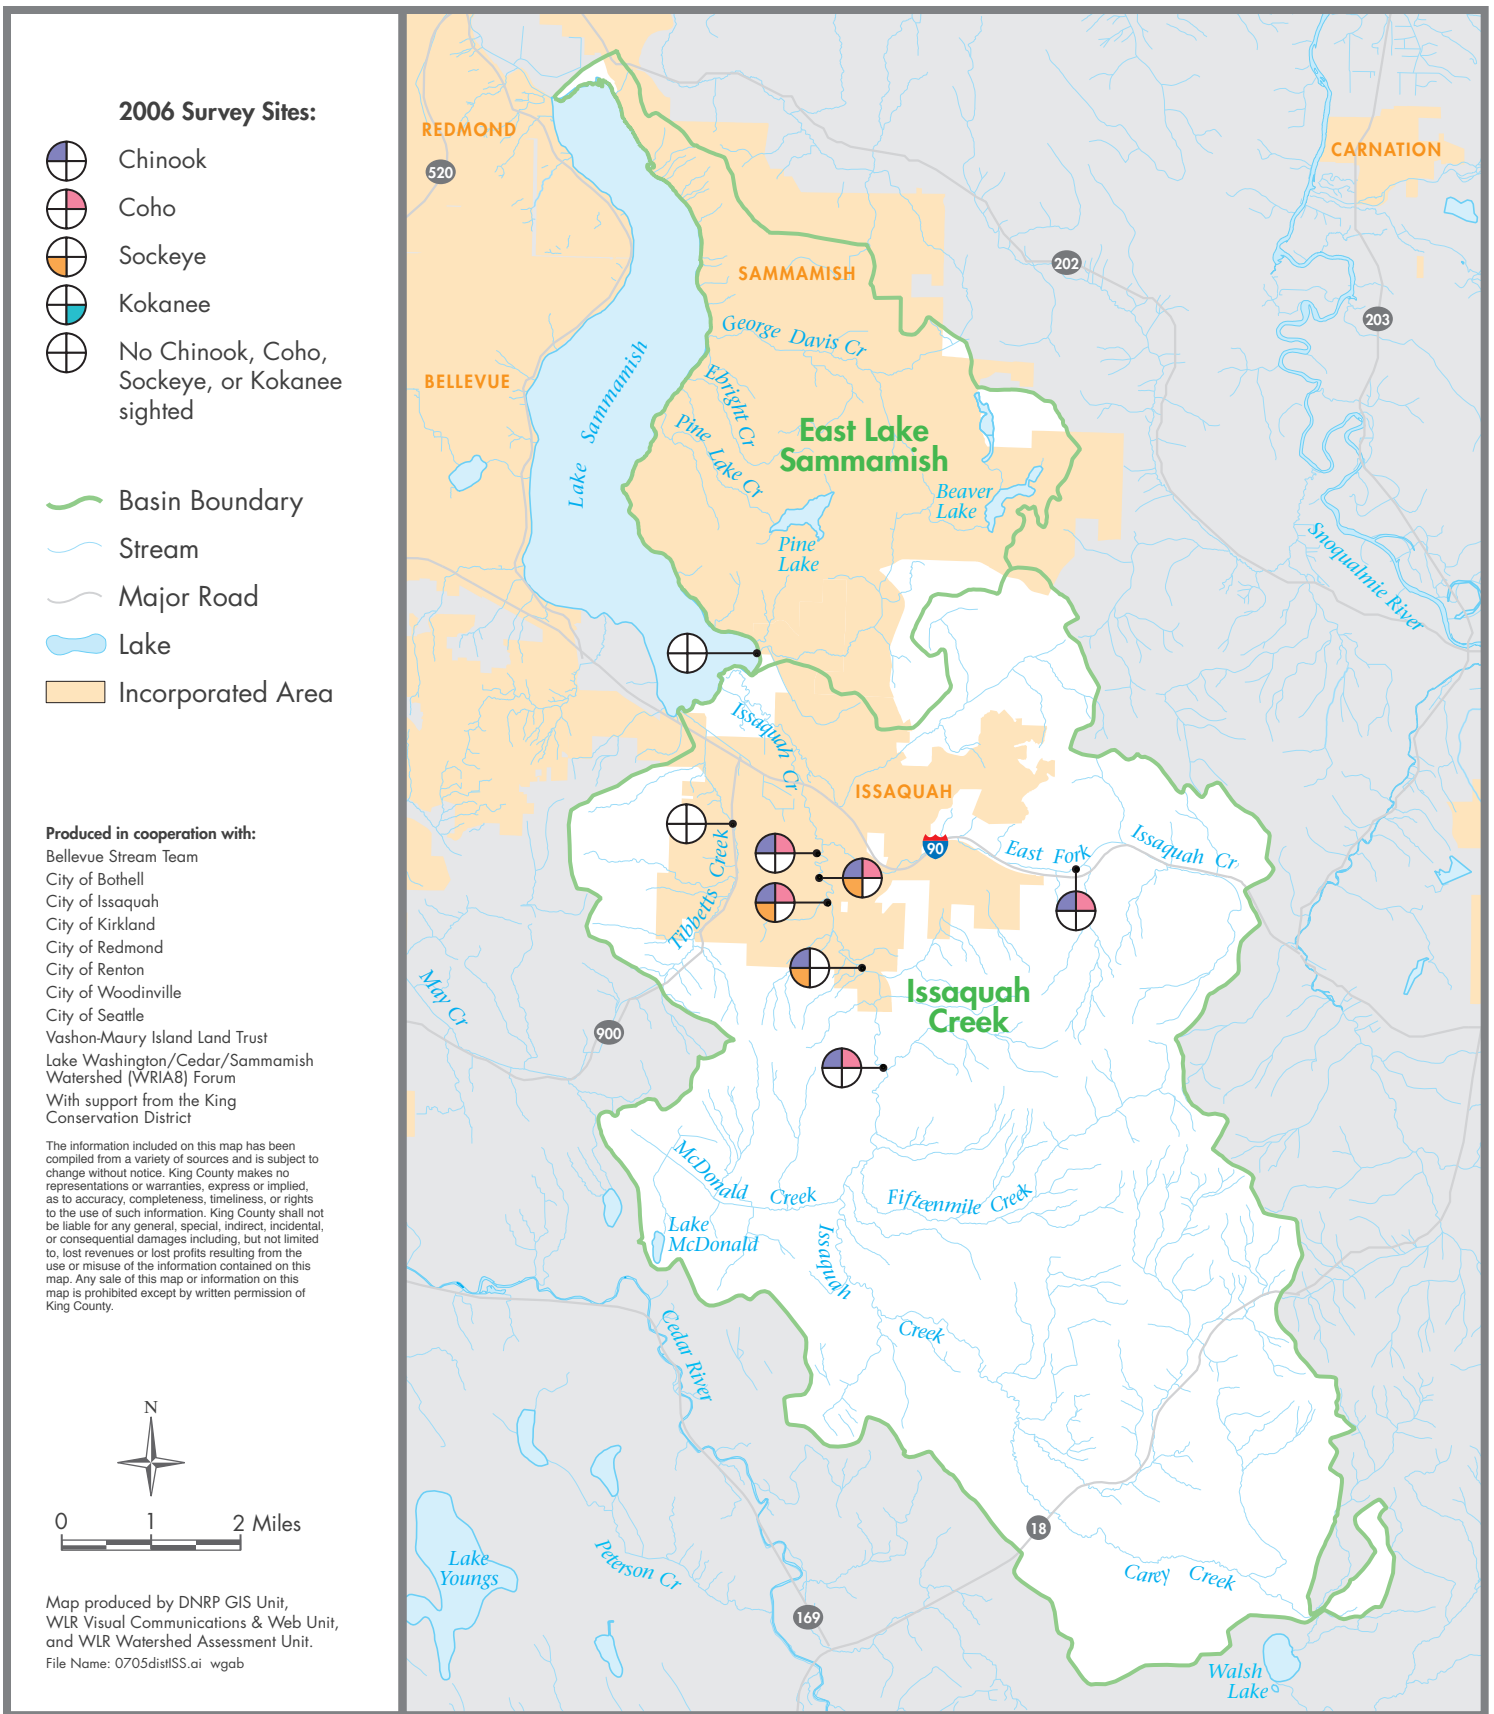 2006 Survey Sites:
Chinook
Coho
Sockeye
Kokanee
No Chinook, Coho,
Sockeye, or Kokanee
sighted
Basin Boundary
Stream
Major Road
Lake
Incorporated Area
Produced in cooperation with:
Bellevue Stream Team
City of Bothell
City of Issaquah
City of Kirkland
City of Redmond
City of Renton
City of Woodinville
City of Seattle
Vashon-Maury Island Land Trust
Lake Washington/Cedar/Sammamish
Watershed (WRIA8) Forum
With support from the King
Conservation District
The information included on this map has been
compiled from a variety of sources and is subject to
change without notice. King County makes no
representations or warranties, express or implied,
as to accuracy, completeness, timeliness, or rights
to the use of such information. King County shall not
be liable for any general, special, indirect, incidental,
or consequential damages including, but not limited
to, lost revenues or lost profits resulting from the
use or misuse of the information contained on this
map. Any sale of this map or information on this
map is prohibited except by written permission of
King County.
N
0 1 2 Miles
Map produced by DNRP GIS Unit,
WLR Visual Communications & Web Unit,
and WLR Watershed Assessment Unit.
File Name: 0705distISS.ai wgab
REDMOND
520
CARNATION
202
SAMMAMISH
203
George Davis Cr
BELLEVUE
Lake Sammamish
Ebright Cr
Pine Lake Cr
East Lake
Sammamish
Beaver
Lake
Pine
Lake
Snoqualmie River
Issaquah Cr
ISSAQUAH
90
East Fork Issaquah Cr
Tibbetts Creek
May Cr
Issaquah
Creek
900
McDonald Creek
Fifteenmile Creek
Lake
McDonald
Issaquah Creek
Cedar River
18
Carey Creek
Peterson Cr
Lake
Youngs
169
Walsh
Lake